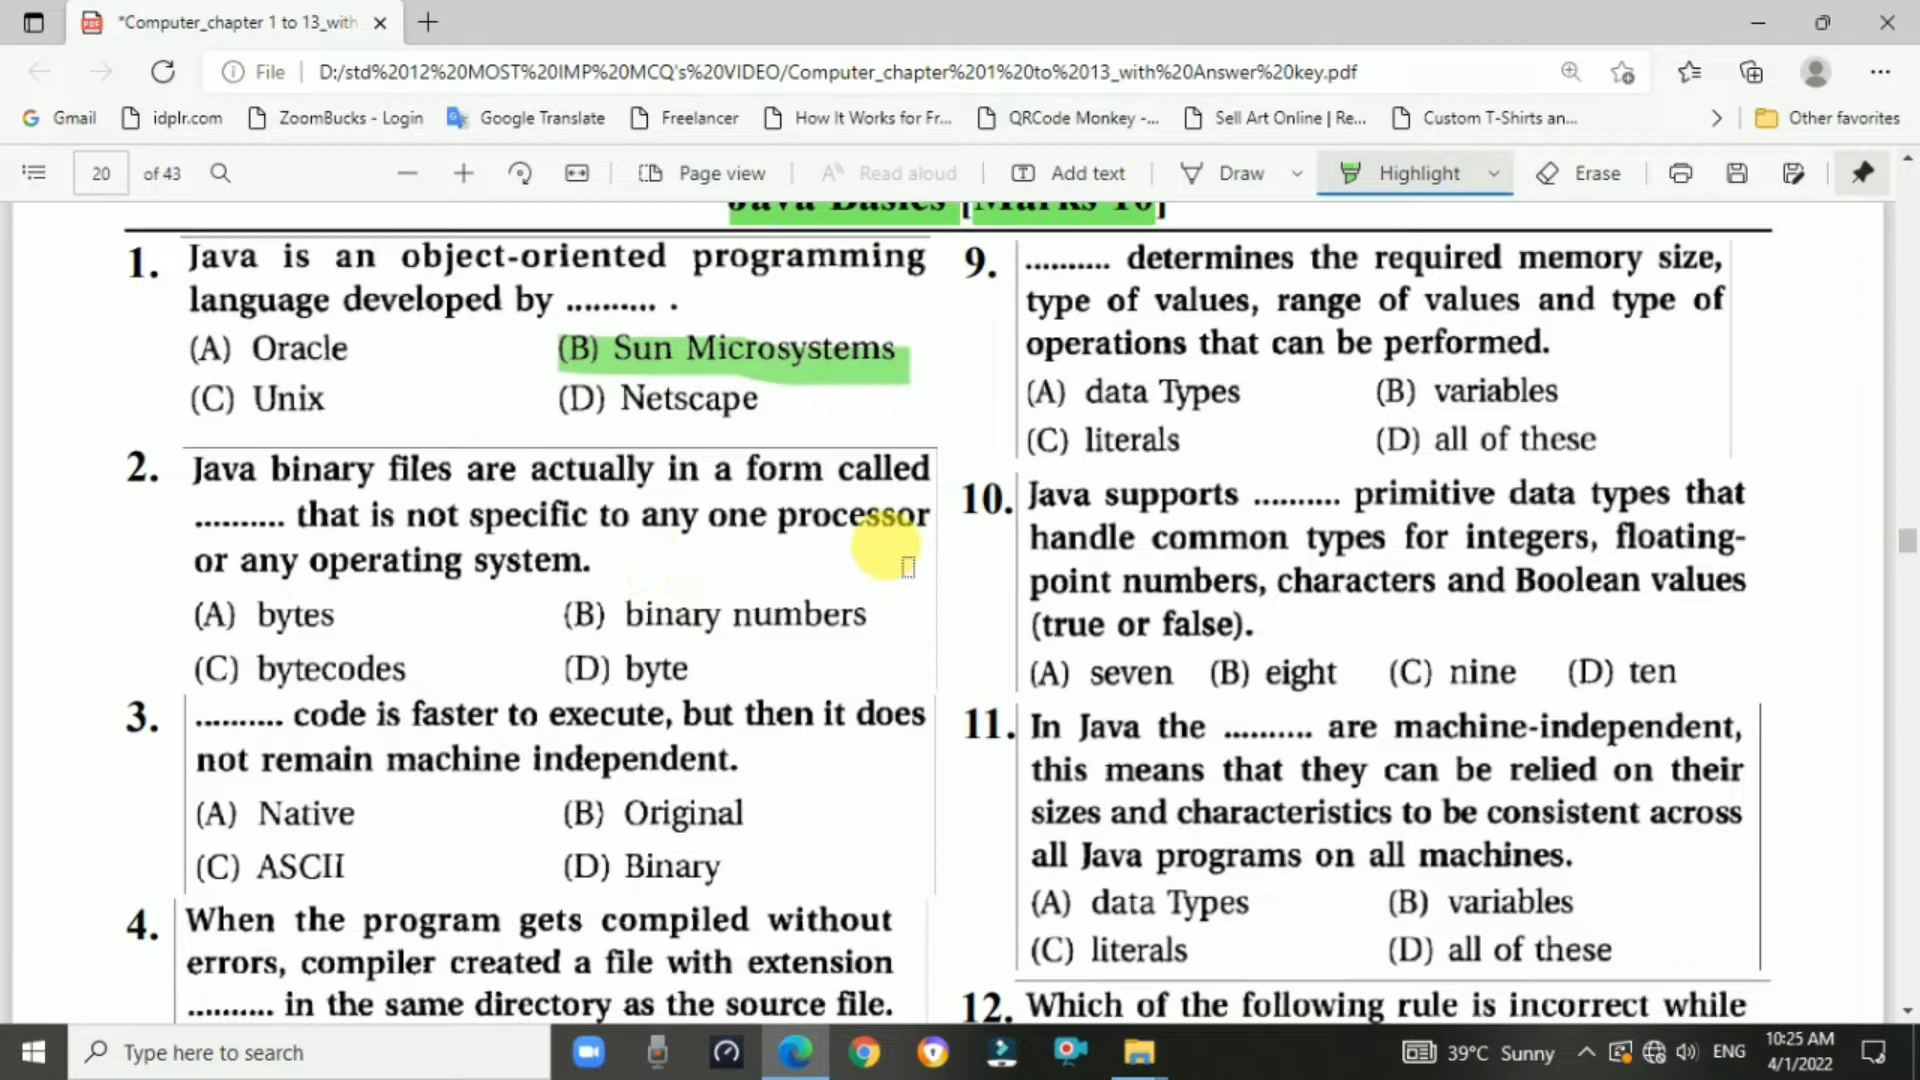 *Computer_chapter 1 to 13_with
File
D:/std%2012%20MOST%20IMP%20MCQ's%20VIDEO/Computer_chapter%201%20to%2013_with%20Answer%20key.pdf
Gmail
idplr.com
ZoomBucks - Login
Google Translate
Freelancer
How It Works for Fr...
QRCode Monkey -...
Sell Art Online | Re...
Custom T-Shirts an...
Other favorites
20 of 43
Page view
Read aloud
Add text
Draw
Highlight
Erase
Java Basics [Marks 10]
1. Java is an object-oriented programming
language developed by .......... .
(A) Oracle (B) Sun Microsystems
(C) Unix (D) Netscape
2. Java binary files are actually in a form called
.......... that is not specific to any one processor
or any operating system.
(A) bytes (B) binary numbers
(C) bytecodes (D) byte
3. .......... code is faster to execute, but then it does
not remain machine independent.
(A) Native (B) Original
(C) ASCII (D) Binary
4. When the program gets compiled without
errors, compiler created a file with extension
.......... in the same directory as the source file.
9. .......... determines the required memory size,
type of values, range of values and type of
operations that can be performed.
(A) data Types (B) variables
(C) literals (D) all of these
10. Java supports .......... primitive data types that
handle common types for integers, floating-
point numbers, characters and Boolean values
(true or false).
(A) seven (B) eight (C) nine (D) ten
11. In Java the .......... are machine-independent,
this means that they can be relied on their
sizes and characteristics to be consistent across
all Java programs on all machines.
(A) data Types (B) variables
(C) literals (D) all of these
12. Which of the following rule is incorrect while
Type here to search
39°C Sunny
ENG
10:25 AM
4/1/2022